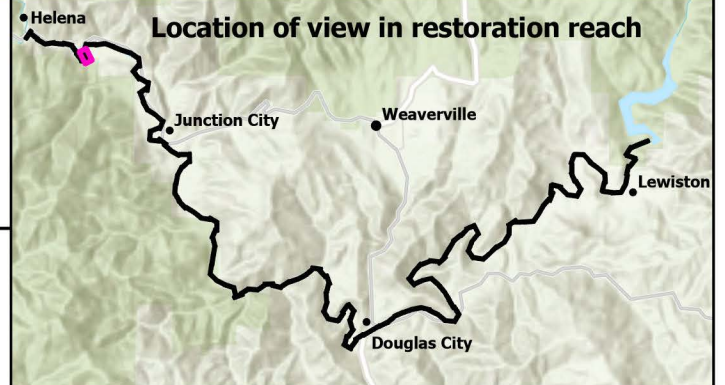 Location of view in restoration reach
Helena
Junction City
Weaverville
Lewiston
Douglas City